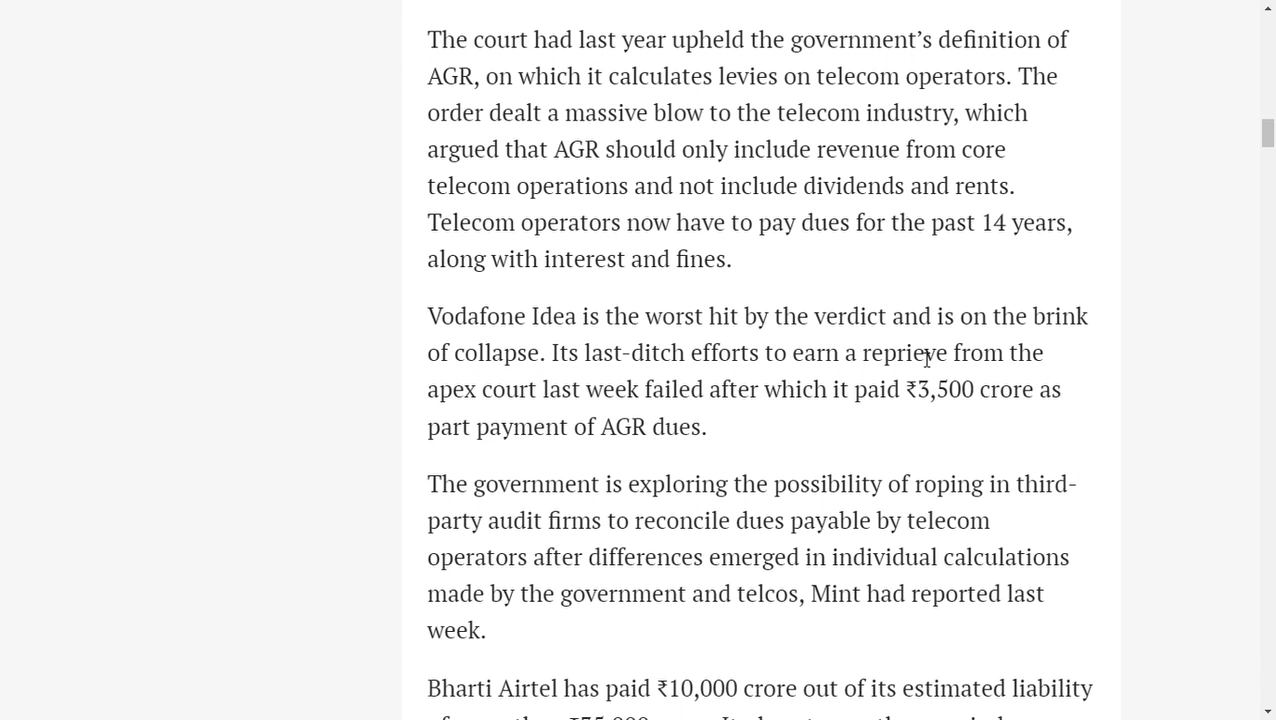 The court had last year upheld the government’s definition of
AGR, on which it calculates levies on telecom operators. The
order dealt a massive blow to the telecom industry, which
argued that AGR should only include revenue from core
telecom operations and not include dividends and rents.
Telecom operators now have to pay dues for the past 14 years,
along with interest and fines.
Vodafone Idea is the worst hit by the verdict and is on the brink
of collapse. Its last-ditch efforts to earn a reprieve from the
apex court last week failed after which it paid ₹3,500 crore as
part payment of AGR dues.
The government is exploring the possibility of roping in third-
party audit firms to reconcile dues payable by telecom
operators after differences emerged in individual calculations
made by the government and telcos, Mint had reported last
week.
Bharti Airtel has paid ₹10,000 crore out of its estimated liability